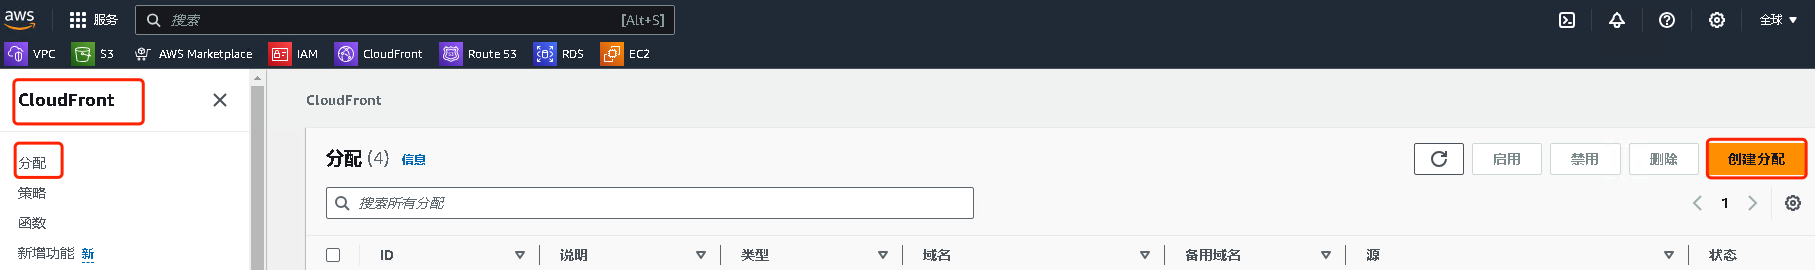 aws 服务 搜索 [Alt+S] 全球
VPC S3 AWS Marketplace IAM CloudFront Route 53 RDS EC2
CloudFront
CloudFront
分配 (4) 信息 启用 禁用 删除 创建分配
分配
策略
搜索所有分配 1
函数
新增功能 新
ID 说明 类型 域名 备用域名 源 状态